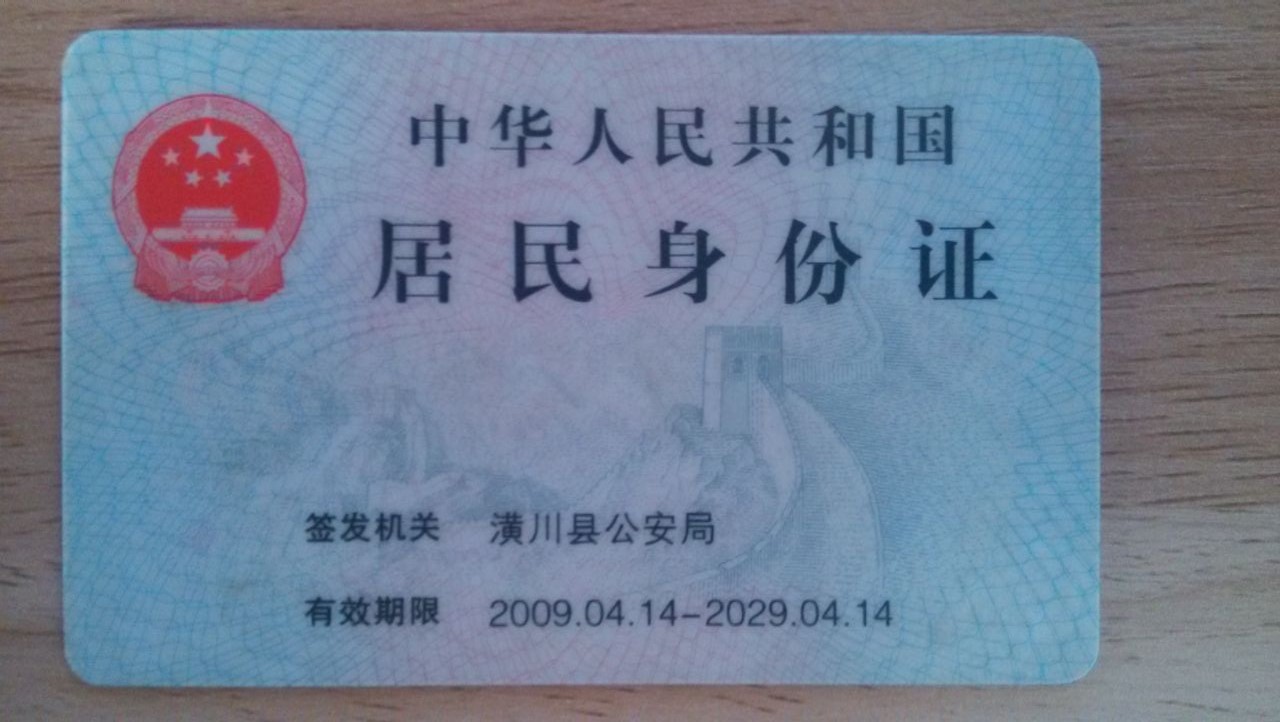 中华人民共和国
居民身份证
签发机关 潢川县公安局
有效期限 2009.04.14-2029.04.14